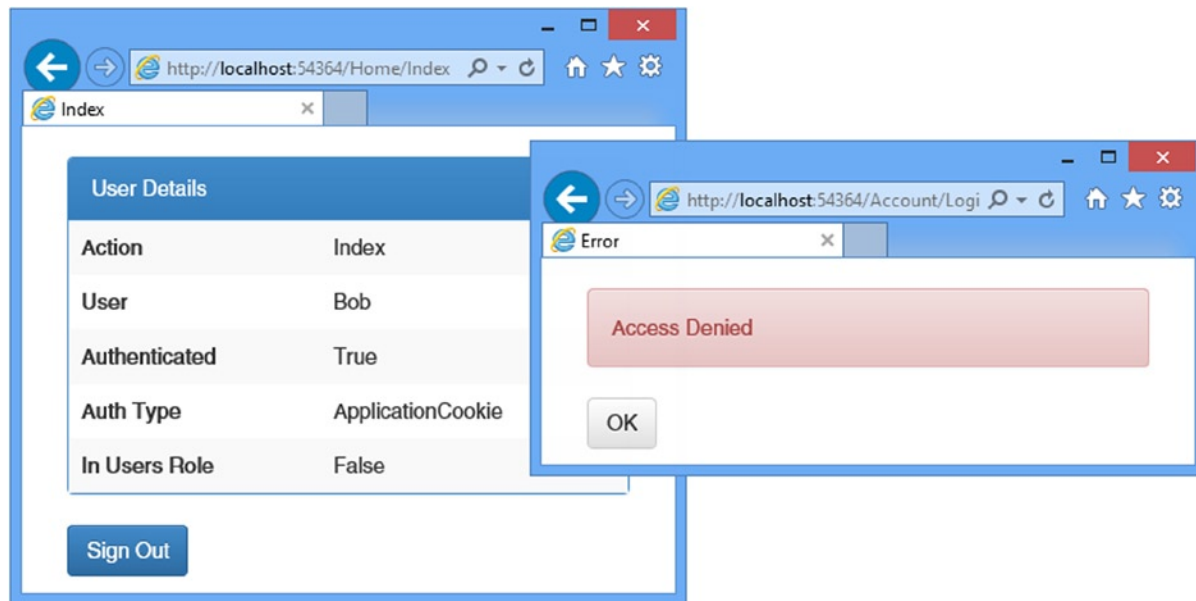 http://localhost:54364/Home/Index
Index
User Details
Action Index
User Bob
Authenticated True
Auth Type ApplicationCookie
In Users Role False
Sign Out
http://localhost:54364/Account/Logi
Error
Access Denied
OK